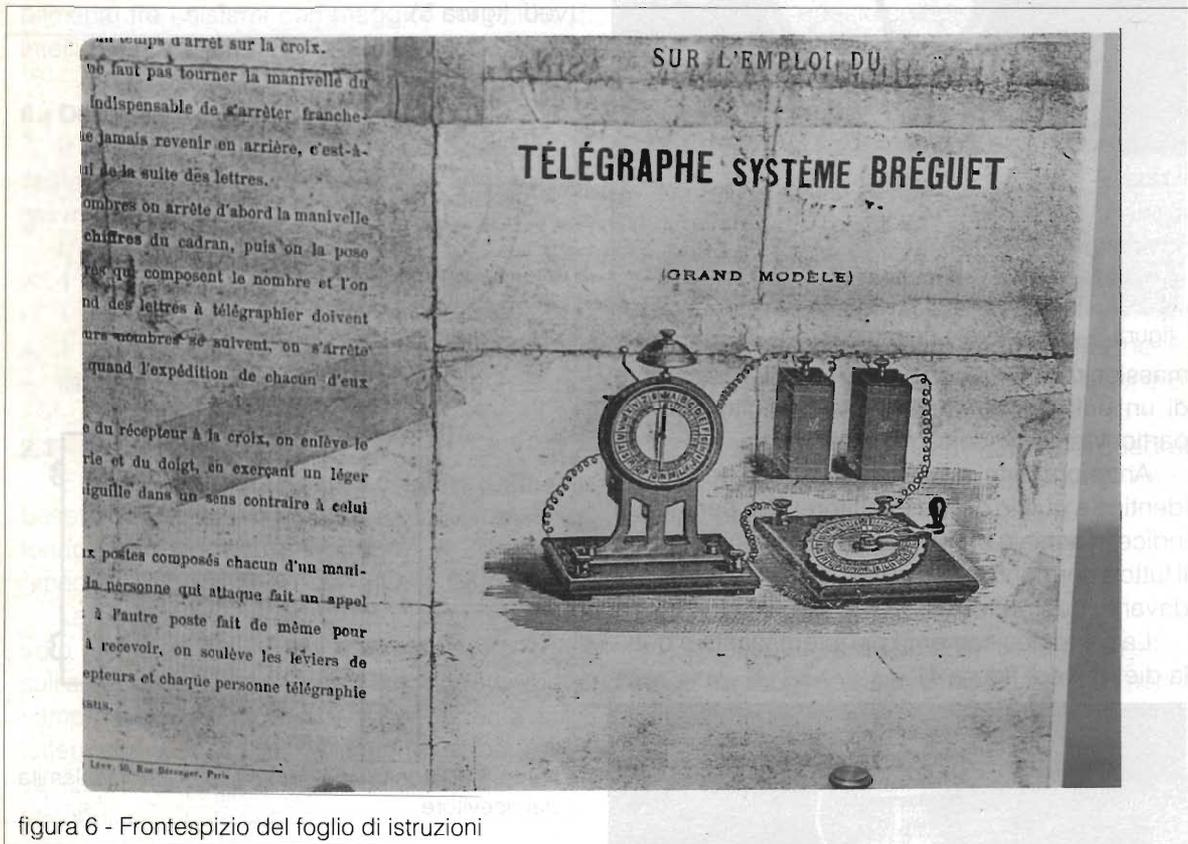 temps d'arrêt sur la croix.
ne faut pas tourner la manivelle du
indispensable de s'arrêter franche-
ne jamais revenir en arrière, c'est-à-
de la suite des lettres.
ombres on arrête d'abord la manivelle
chiffres du cadran, puis on la pose
res qui composent le nombre et l'on
nd des lettres à télégraphier doivent
urs nombres se suivent, on s'arrête
quand l'expédition de chacun d'eux
e du récepteur à la croix, on enlève le
rie et du doigt, en exerçant un léger
iguille dans un sens contraire à celui
ux postes composés chacun d'un mani-
la personne qui attaque fait un appel
à l'autre poste fait de même pour
à recevoir, on soulève les leviers de
epteurs et chaque personne télégraphie
ssus.
Rue Béranger, Paris
SUR L'EMPLOI DU
TÉLÉGRAPHE SYSTÈME BRÉGUET
(GRAND MODÈLE)
figura 6 - Frontespizio del foglio di istruzioni